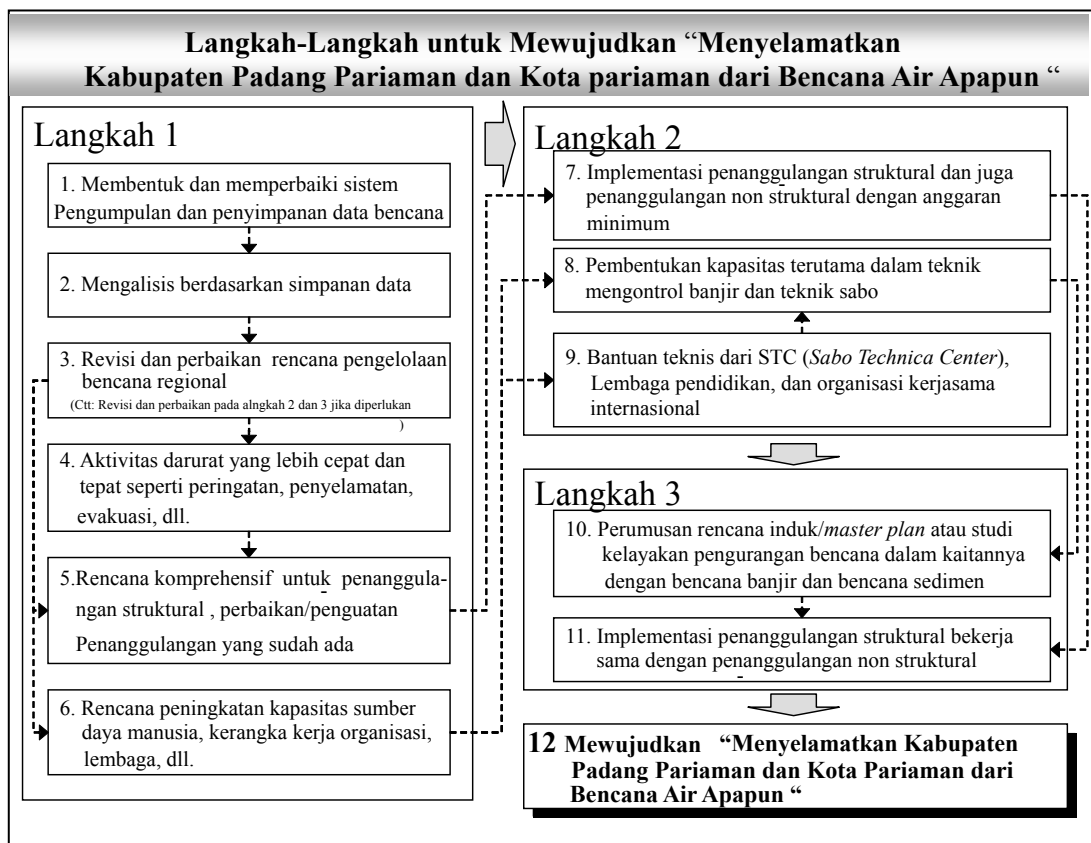 Langkah-Langkah untuk Mewujudkan “Menyelamatkan
Kabupaten Padang Pariaman dan Kota pariaman dari Bencana Air Apapun “
Langkah 1
1. Membentuk dan memperbaiki sistem
Pengumpulan dan penyimpanan data bencana
2. Mengalisis berdasarkan simpanan data
3. Revisi dan perbaikan rencana pengelolaan
bencana regional
(Ctt: Revisi dan perbaikan pada alngkah 2 dan 3 jika diperlukan
)
4. Aktivitas darurat yang lebih cepat dan
tepat seperti peringatan, penyelamatan,
evakuasi, dll.
5.Rencana komprehensif untuk penanggula-
ngan struktural , perbaikan/penguatan
Penanggulangan yang sudah ada
6. Rencana peningkatan kapasitas sumber
daya manusia, kerangka kerja organisasi,
lembaga, dll.
Langkah 2
7. Implementasi penanggulangan struktural dan juga
penanggulangan non struktural dengan anggaran
minimum
8. Pembentukan kapasitas terutama dalam teknik
mengontrol banjir dan teknik sabo
9. Bantuan teknis dari STC (Sabo Technica Center),
Lembaga pendidikan, dan organisasi kerjasama
internasional
Langkah 3
10. Perumusan rencana induk/master plan atau studi
kelayakan pengurangan bencana dalam kaitannya
dengan bencana banjir dan bencana sedimen
11. Implementasi penanggulangan struktural bekerja
sama dengan penanggulangan non struktural
12 Mewujudkan “Menyelamatkan Kabupaten
Padang Pariaman dan Kota Pariaman dari
Bencana Air Apapun “